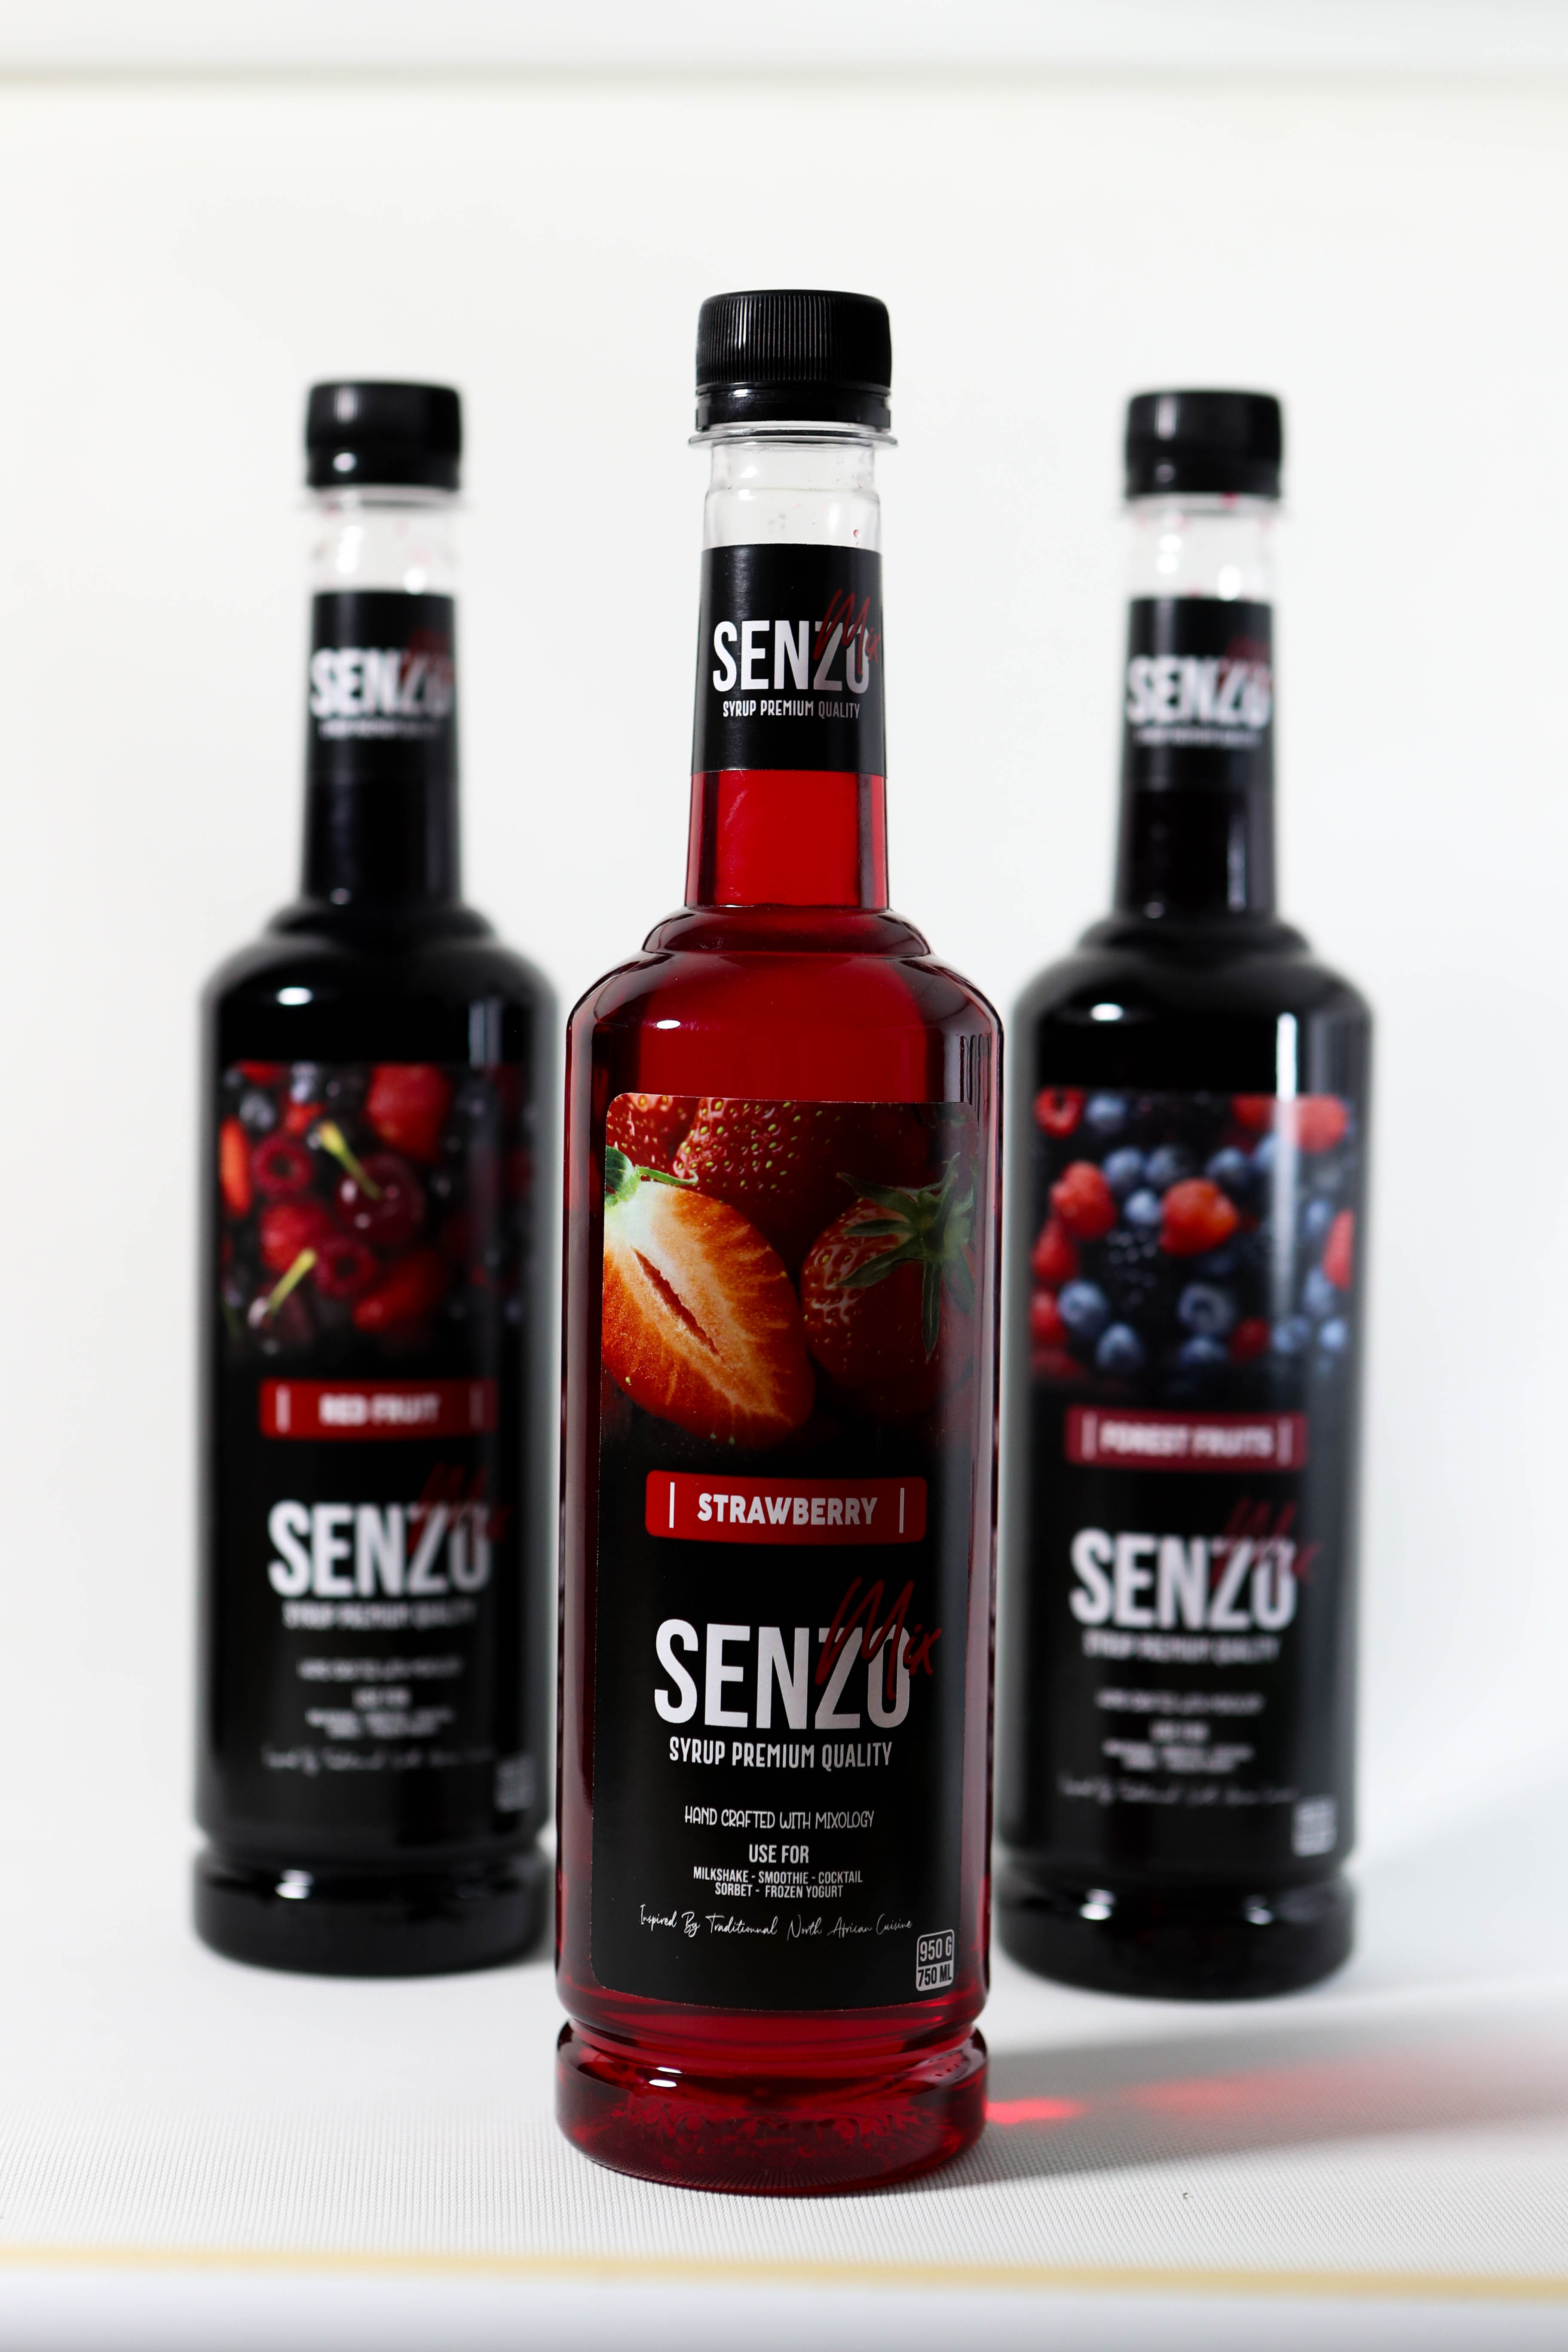 SENZO
Mix
SYRUP PREMIUM QUALITY
STRAWBERRY
SENZO
Mix
SYRUP PREMIUM QUALITY
HAND CRAFTED WITH MIXOLOGY
USE FOR
MILKSHAKE - SMOOTHIE - COCKTAIL
SORBET - FROZEN YOGURT
Inspired By Traditionnal North African Cuisine
950 G
750 ML
SENZO
RED FRUIT
SENZO
Mix
SYRUP PREMIUM QUALITY
SENZO
FOREST FRUITS
SENZO
Mix
SYRUP PREMIUM QUALITY